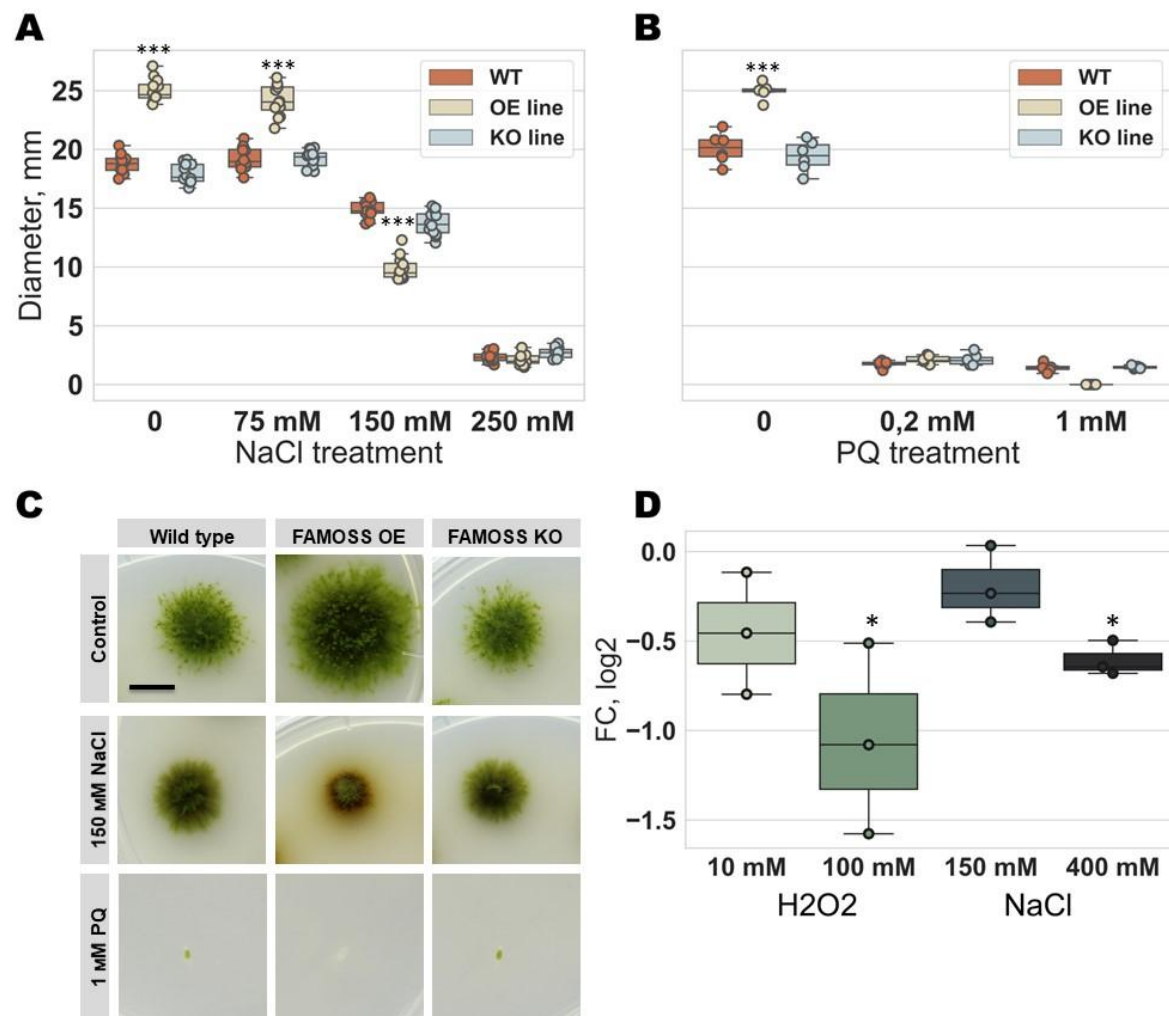 A
***
***
***
WT
OE line
KO line
25
20
15
10
5
0
Diameter, mm
0 75 mM 150 mM 250 mM
NaCl treatment
B
***
WT
OE line
KO line
0 0,2 mM 1 mM
PQ treatment
C
Wild type FAMOSS OE FAMOSS KO
Control
150 мM NaCl
1 мM PQ
D
0.0
−0.5
−1.0
−1.5
FC, log2
*
*
10 mM 100 mM 150 mM 400 mM
H2O2 NaCl